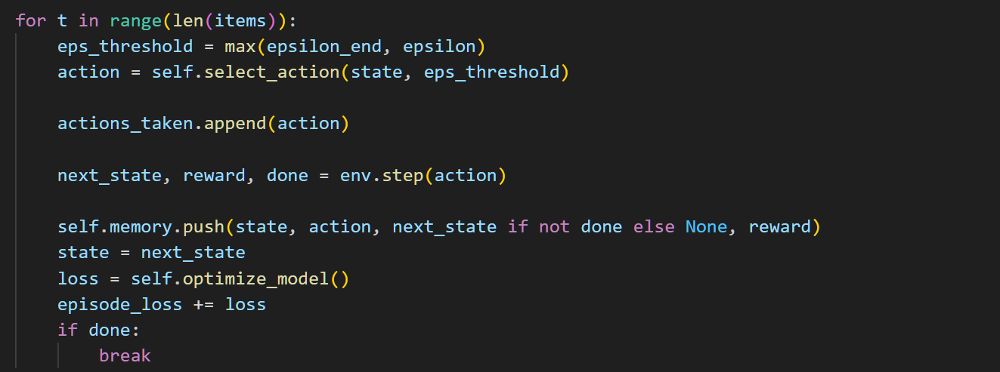 for t in range(len(items)):
    eps_threshold = max(epsilon_end, epsilon)
    action = self.select_action(state, eps_threshold)
    actions_taken.append(action)
    next_state, reward, done = env.step(action)
    self.memory.push(state, action, next_state if not done else None, reward)
    state = next_state
    loss = self.optimize_model()
    episode_loss += loss
    if done:
        break